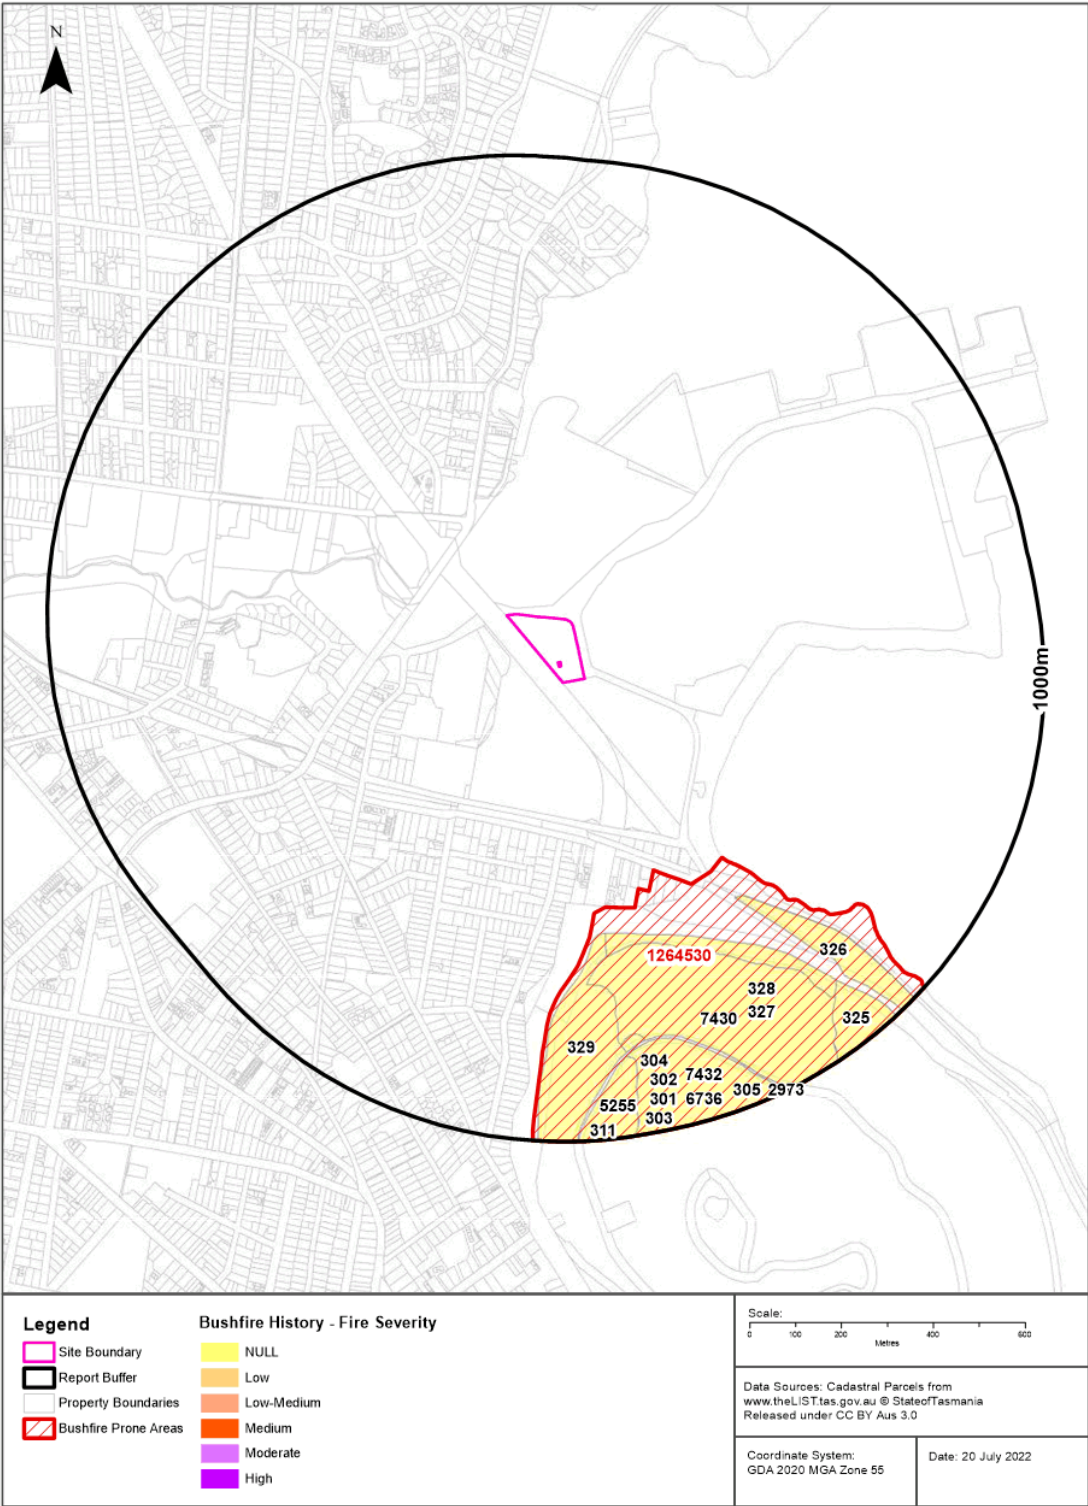 N
1000m
326
1264530
328
327
7430
325
329
304
302
7432
305
2973
5255
301
6736
303
311
Legend
Site Boundary
Report Buffer
Property Boundaries
Bushfire Prone Areas
Bushfire History - Fire Severity
NULL
Low
Low-Medium
Medium
Moderate
High
Scale:
0 100 200 400 600
Metres
Data Sources: Cadastral Parcels from
www.theLIST.tas.gov.au © StateofTasmania
Released under CC BY Aus 3.0
Coordinate System:
GDA 2020 MGA Zone 55
Date: 20 July 2022